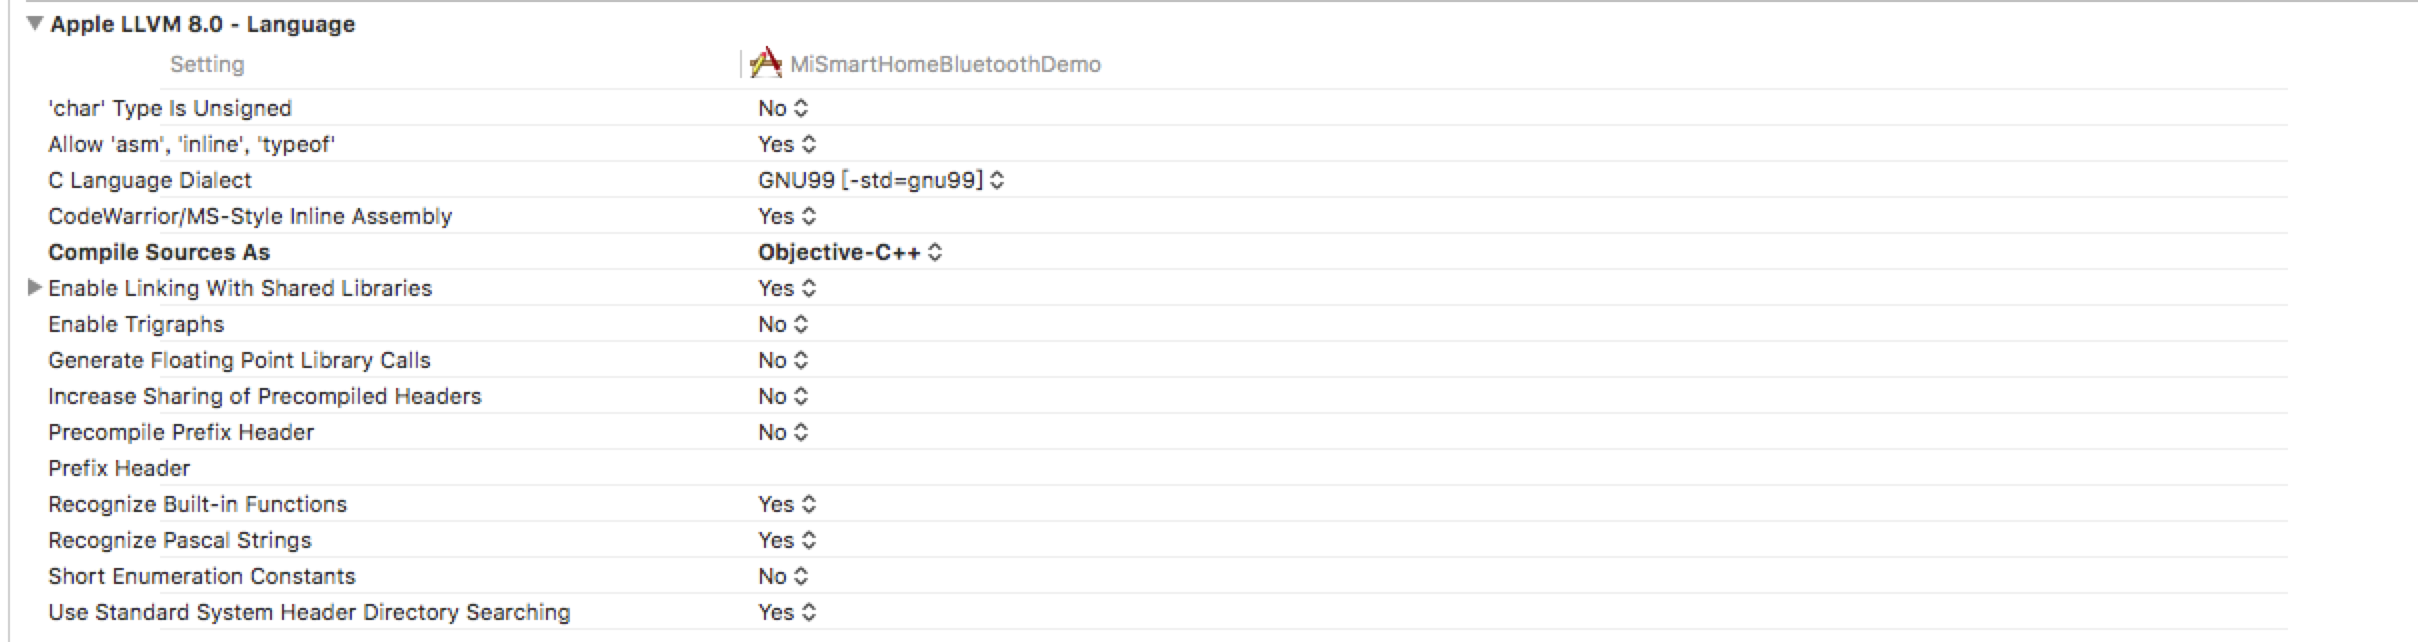 Apple LLVM 8.0 - Language
Setting MiSmartHomeBluetoothDemo
'char' Type Is Unsigned No
Allow 'asm', 'inline', 'typeof' Yes
C Language Dialect GNU99 [-std=gnu99]
CodeWarrior/MS-Style Inline Assembly Yes
Compile Sources As Objective-C++
Enable Linking With Shared Libraries Yes
Enable Trigraphs No
Generate Floating Point Library Calls No
Increase Sharing of Precompiled Headers No
Precompile Prefix Header No
Prefix Header
Recognize Built-in Functions Yes
Recognize Pascal Strings Yes
Short Enumeration Constants No
Use Standard System Header Directory Searching Yes